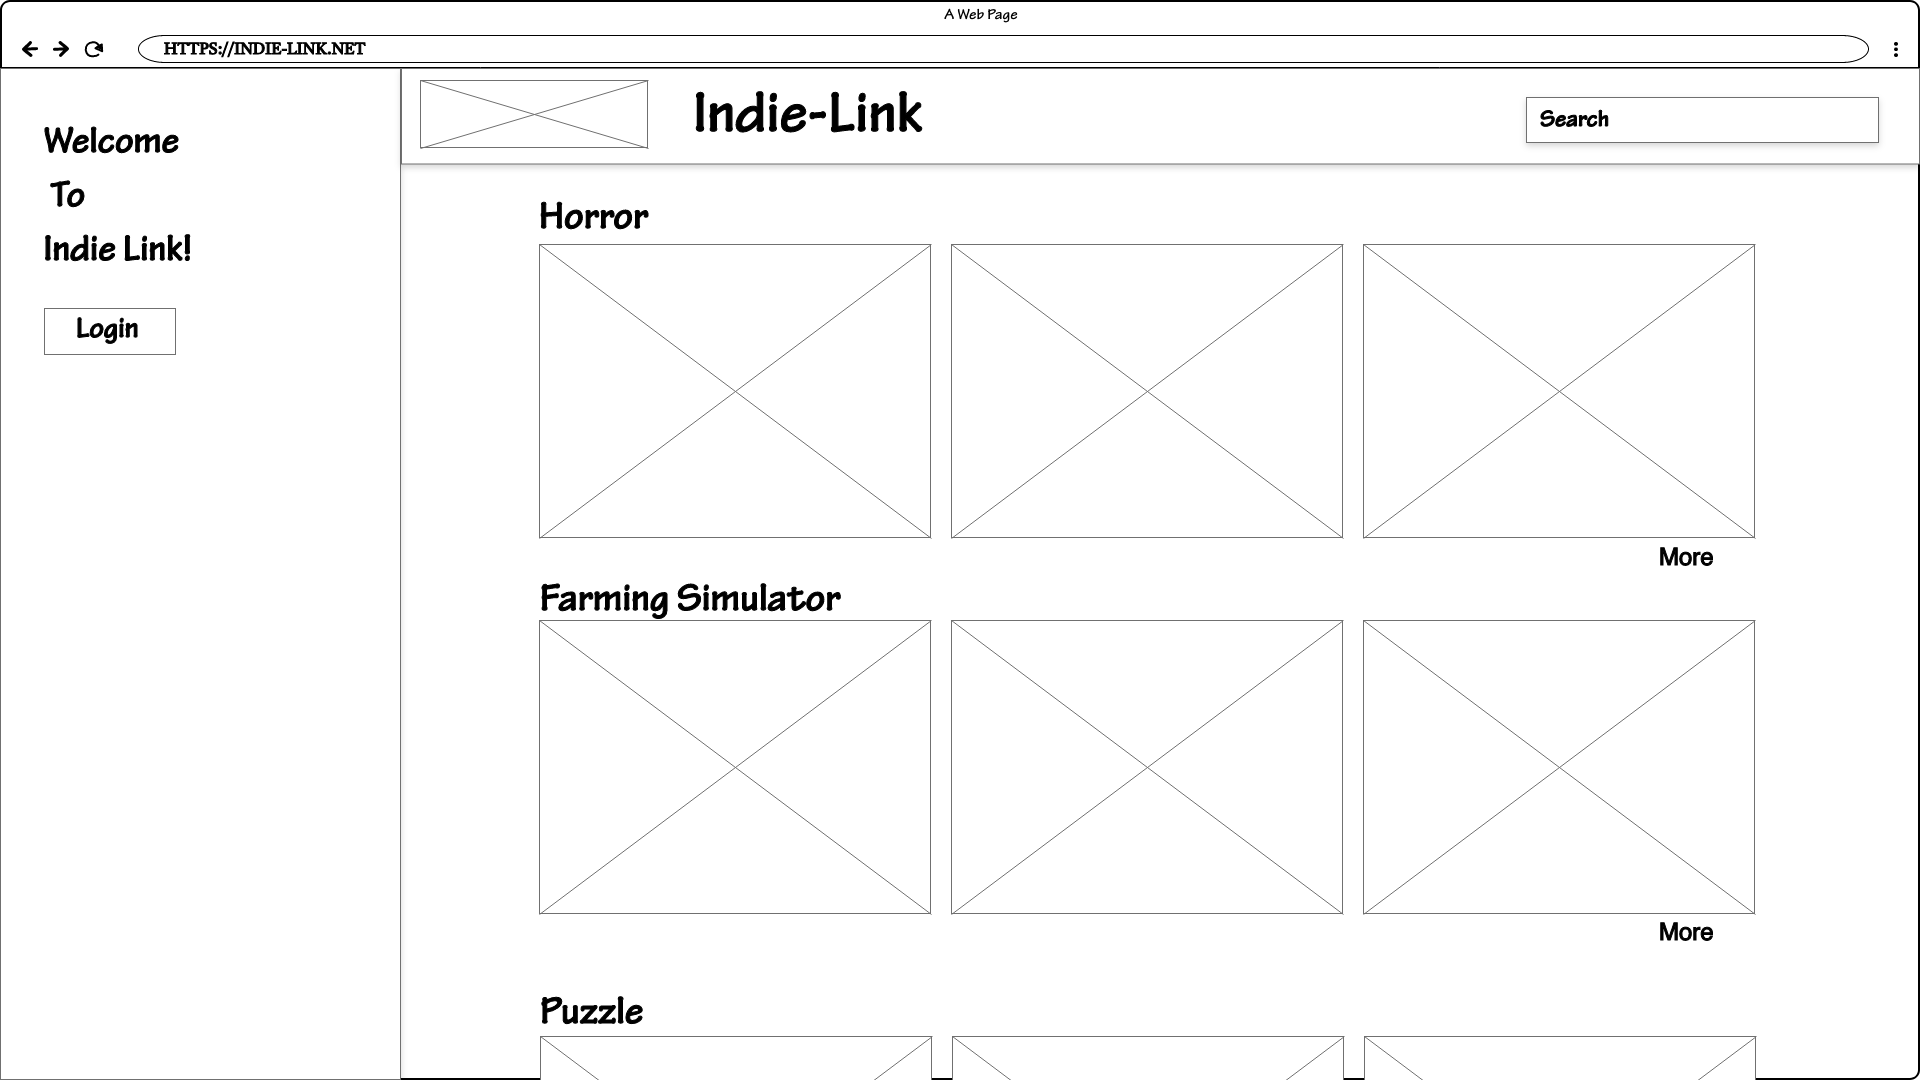 A Web Page
HTTPS://INDIE-LINK.NET
Welcome
To
Indie Link!
Login
Indie-Link
Search
Horror
More
Farming Simulator
More
Puzzle